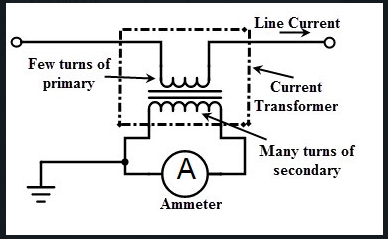 Line Current
Few turns of
primary
Current
Transformer
Many turns of
secondary
A
Ammeter